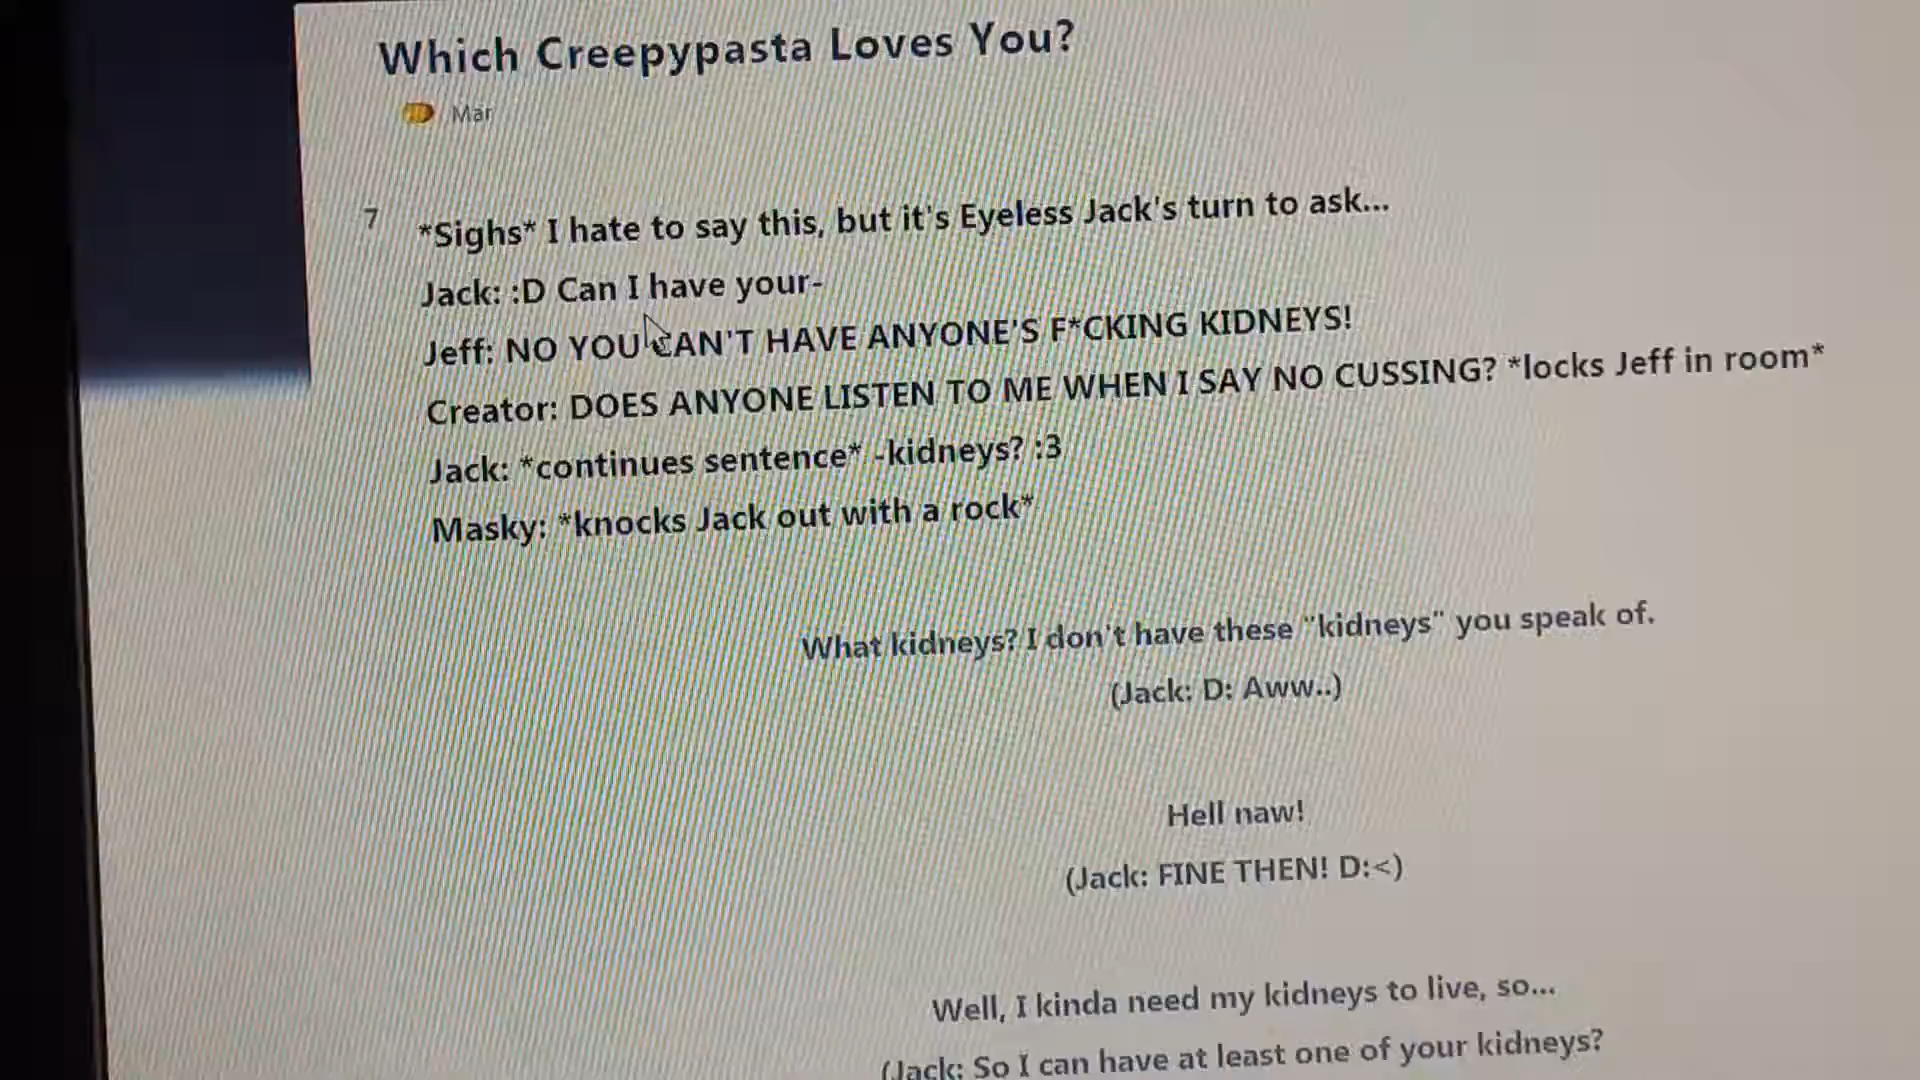 Which Creepypasta Loves You?
Mar
7
*Sighs* I hate to say this, but it's Eyeless Jack's turn to ask...
Jack: :D Can I have your-
Jeff: NO YOU CAN'T HAVE ANYONE'S F*CKING KIDNEYS!
Creator: DOES ANYONE LISTEN TO ME WHEN I SAY NO CUSSING? *locks Jeff in room*
Jack: *continues sentence* -kidneys? :3
Masky: *knocks Jack out with a rock*
What kidneys? I don't have these "kidneys" you speak of.
(Jack: D: Aww..)
Hell naw!
(Jack: FINE THEN! D:<)
Well, I kinda need my kidneys to live, so...
(Jack: So I can have at least one of your kidneys?